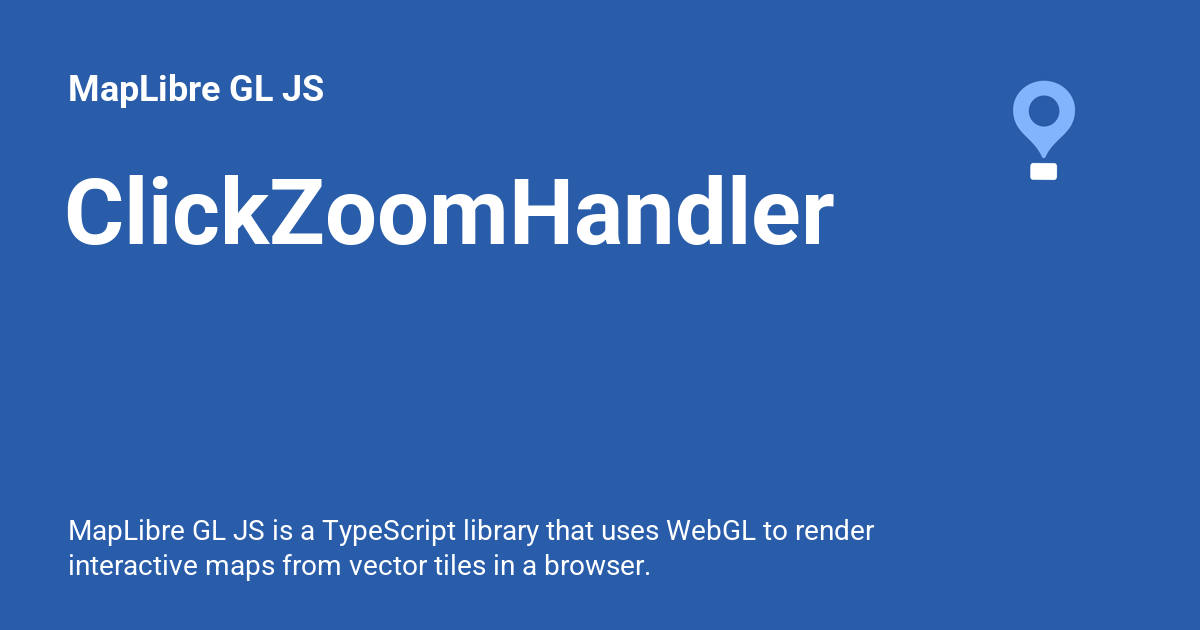 MapLibre GL JS
ClickZoomHandler
MapLibre GL JS is a TypeScript library that uses WebGL to render
interactive maps from vector tiles in a browser.